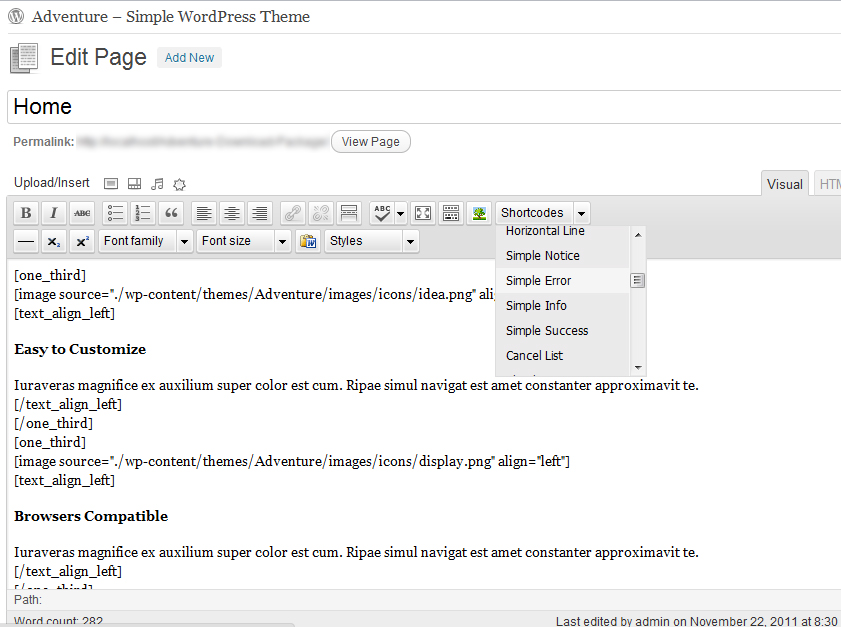 Adventure – Simple WordPress Theme
Edit Page Add New
Home
Permalink: View Page
Upload/Insert
Visual HTM
B I ABC ABC Shortcodes
X₂ X² Font family Font size Styles
Horizontal Line
Simple Notice
Simple Error
Simple Info
Simple Success
Cancel List
[one_third]
[image source="./wp-content/themes/Adventure/images/icons/idea.png" ali
[text_align_left]
Easy to Customize
Iuraveras magnifice ex auxilium super color est cum. Ripae simul navigat est amet constanter approximavit te.
[/text_align_left]
[/one_third]
[one_third]
[image source="./wp-content/themes/Adventure/images/icons/display.png" align="left"]
[text_align_left]
Browsers Compatible
Iuraveras magnifice ex auxilium super color est cum. Ripae simul navigat est amet constanter approximavit te.
[/text_align_left]
[/one_third]
Path:
Word count: 282 Last edited by admin on November 22, 2011 at 8:30